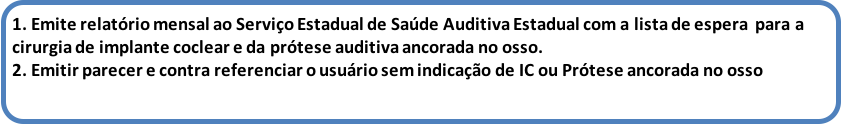 1. Emite relatório mensal ao Serviço Estadual de Saúde Auditiva Estadual com a lista de espera para a
cirurgia de implante coclear e da prótese auditiva ancorada no osso.
2. Emitir parecer e contra referenciar o usuário sem indicação de IC ou Prótese ancorada no osso